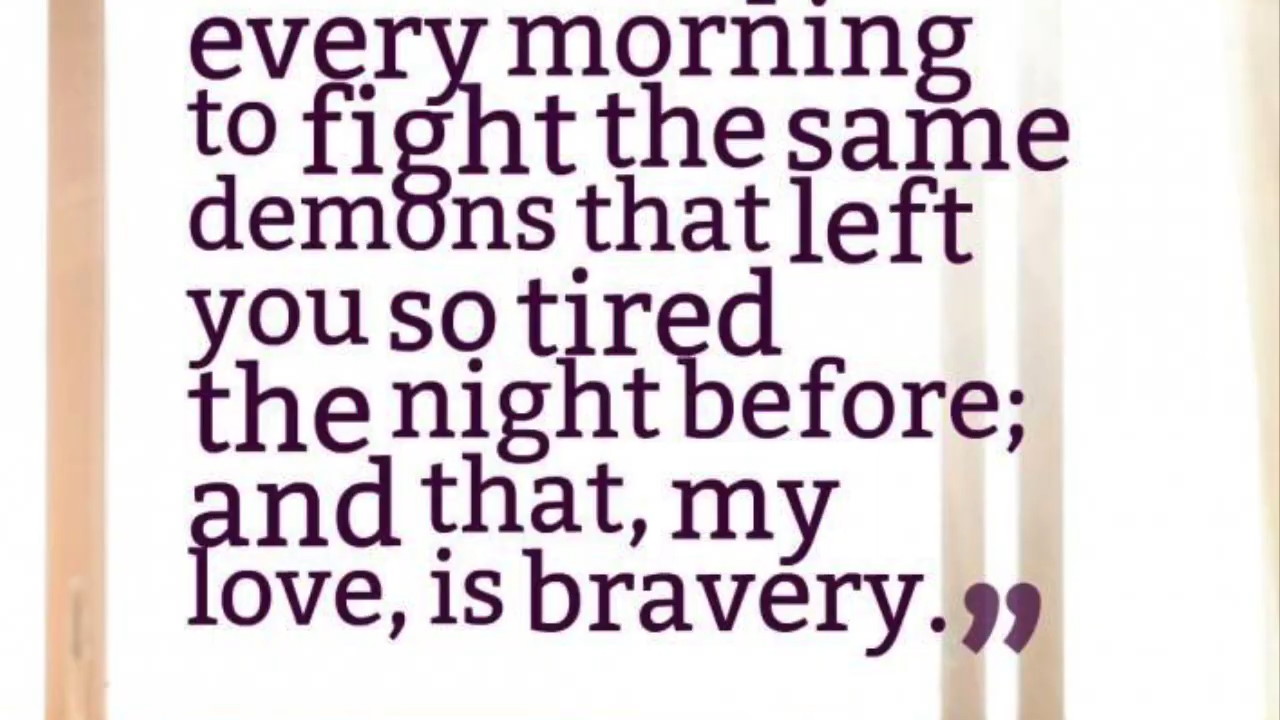 every morning
to fight the same
demons that left
you so tired
the night before;
and that, my
love, is bravery.”